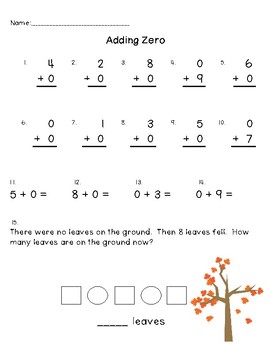 Name:____________________
Adding Zero
1. 4 2. 2 3. 8 4. 0 5. 6
+ 0 + 0 + 0 + 9 + 0
6. 0 7. 1 8. 3 9. 5 10. 0
+ 0 + 0 + 0 + 0 + 7
11. 12. 13. 14.
5 + 0 = 8 + 0 = 0 + 3 = 0 + 9 =
15.
There were no leaves on the ground. Then 8 leaves fell. How
many leaves are on the ground now?
_____ leaves